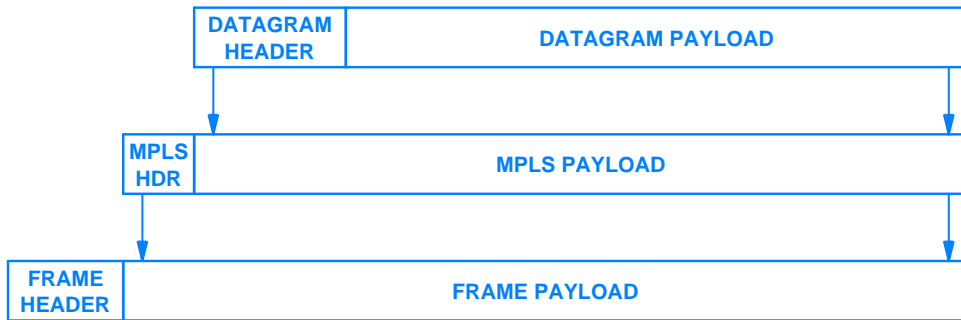 DATAGRAM
HEADER
DATAGRAM PAYLOAD
MPLS
HDR
MPLS PAYLOAD
FRAME
HEADER
FRAME PAYLOAD